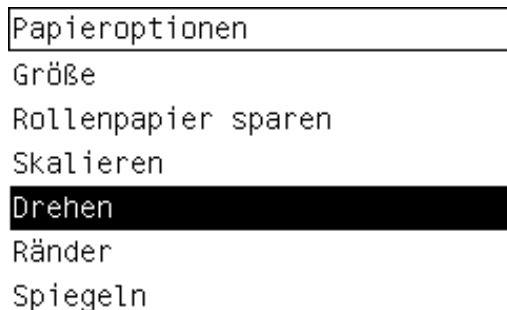 Papieroptionen
Größe
Rollenpapier sparen
Skalieren
Drehen
Ränder
Spiegeln